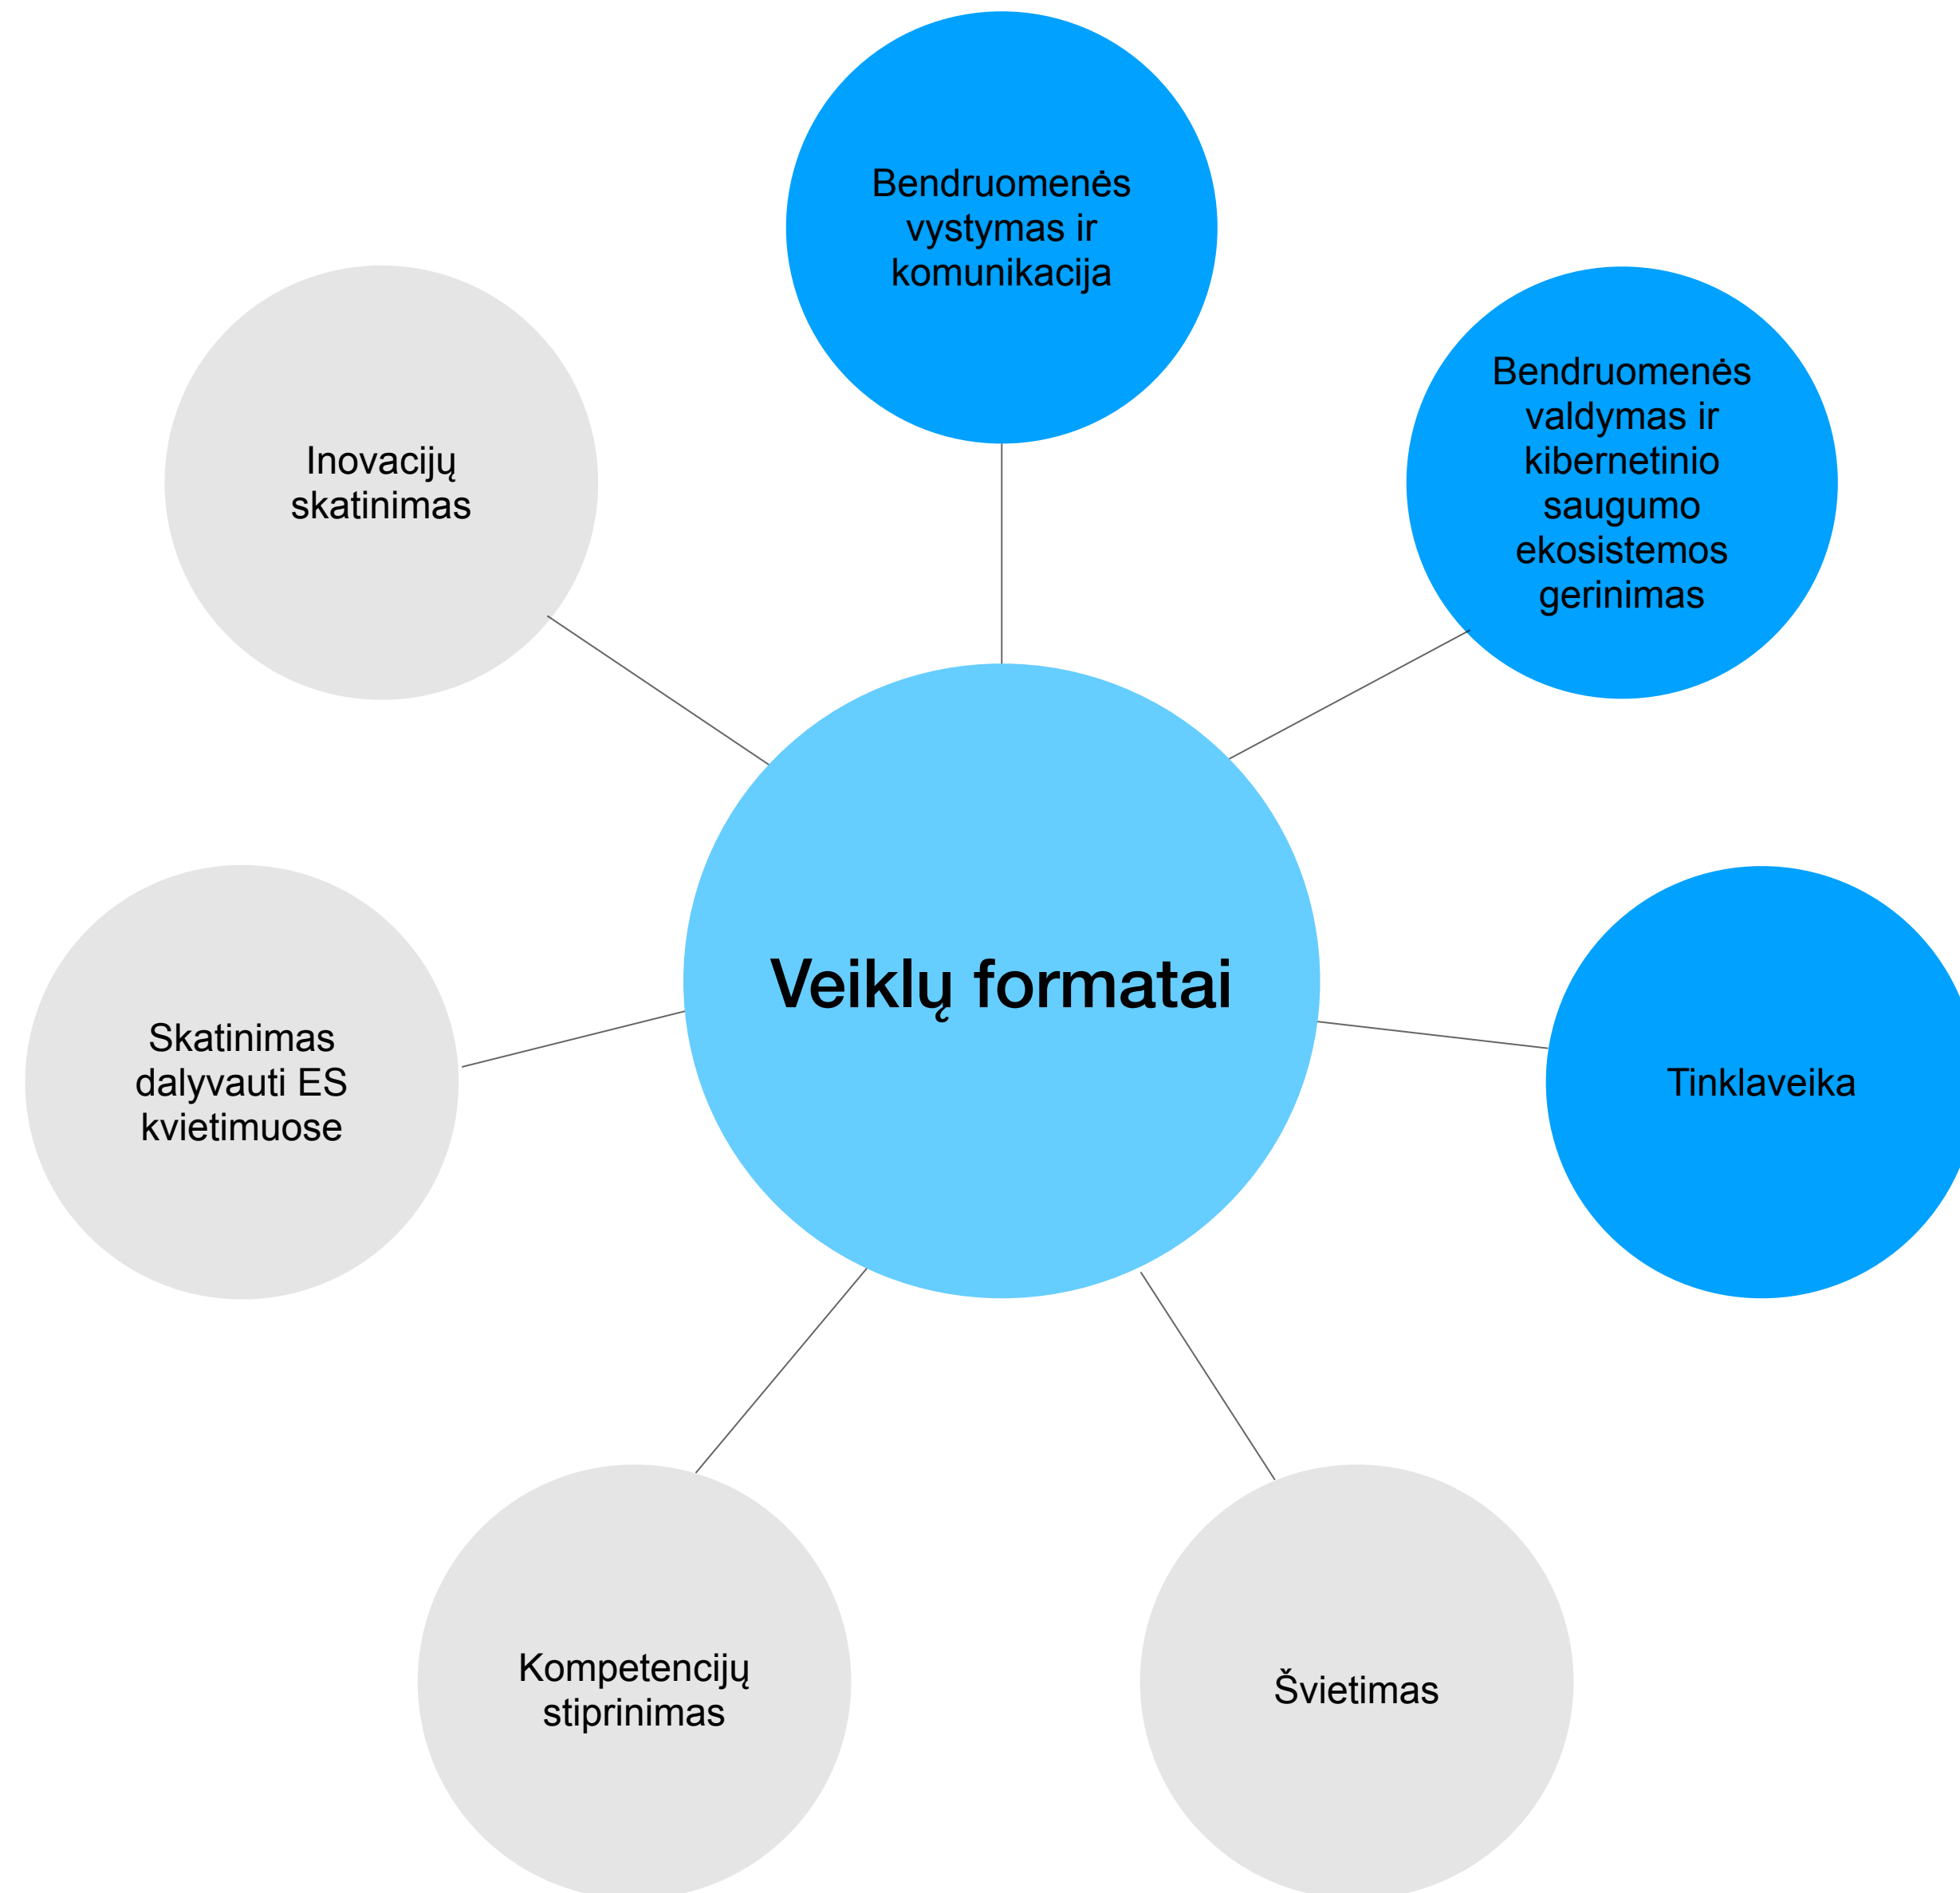 Bendruomenės
vystymas ir
komunikacija
Bendruomenės
valdymas ir
kibernetinio
saugumo
ekosistemos
gerinimas
Inovacijų
skatinimas
Veiklų formatai
Skatinimas
dalyvauti ES
kvietimuose
Tinklaveika
Kompetencijų
stiprinimas
Švietimas